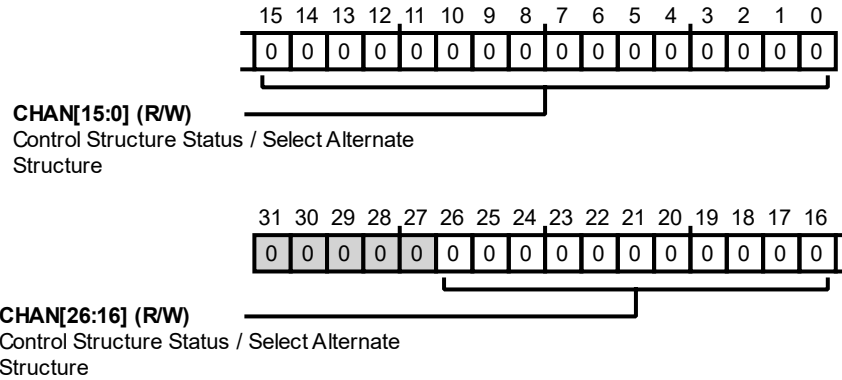 15 14 13 12 11 10 9 8 7 6 5 4 3 2 1 0
0 0 0 0 0 0 0 0 0 0 0 0 0 0 0 0
CHAN[15:0] (R/W)
Control Structure Status / Select Alternate
Structure
31 30 29 28 27 26 25 24 23 22 21 20 19 18 17 16
0 0 0 0 0 0 0 0 0 0 0 0 0 0 0 0
CHAN[26:16] (R/W)
Control Structure Status / Select Alternate
Structure